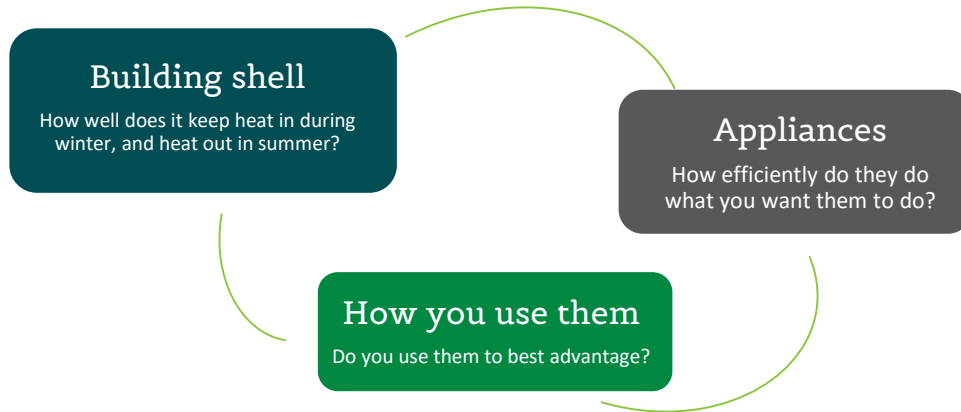 Building shell
How well does it keep heat in during
winter, and heat out in summer?
Appliances
How efficiently do they do
what you want them to do?
How you use them
Do you use them to best advantage?